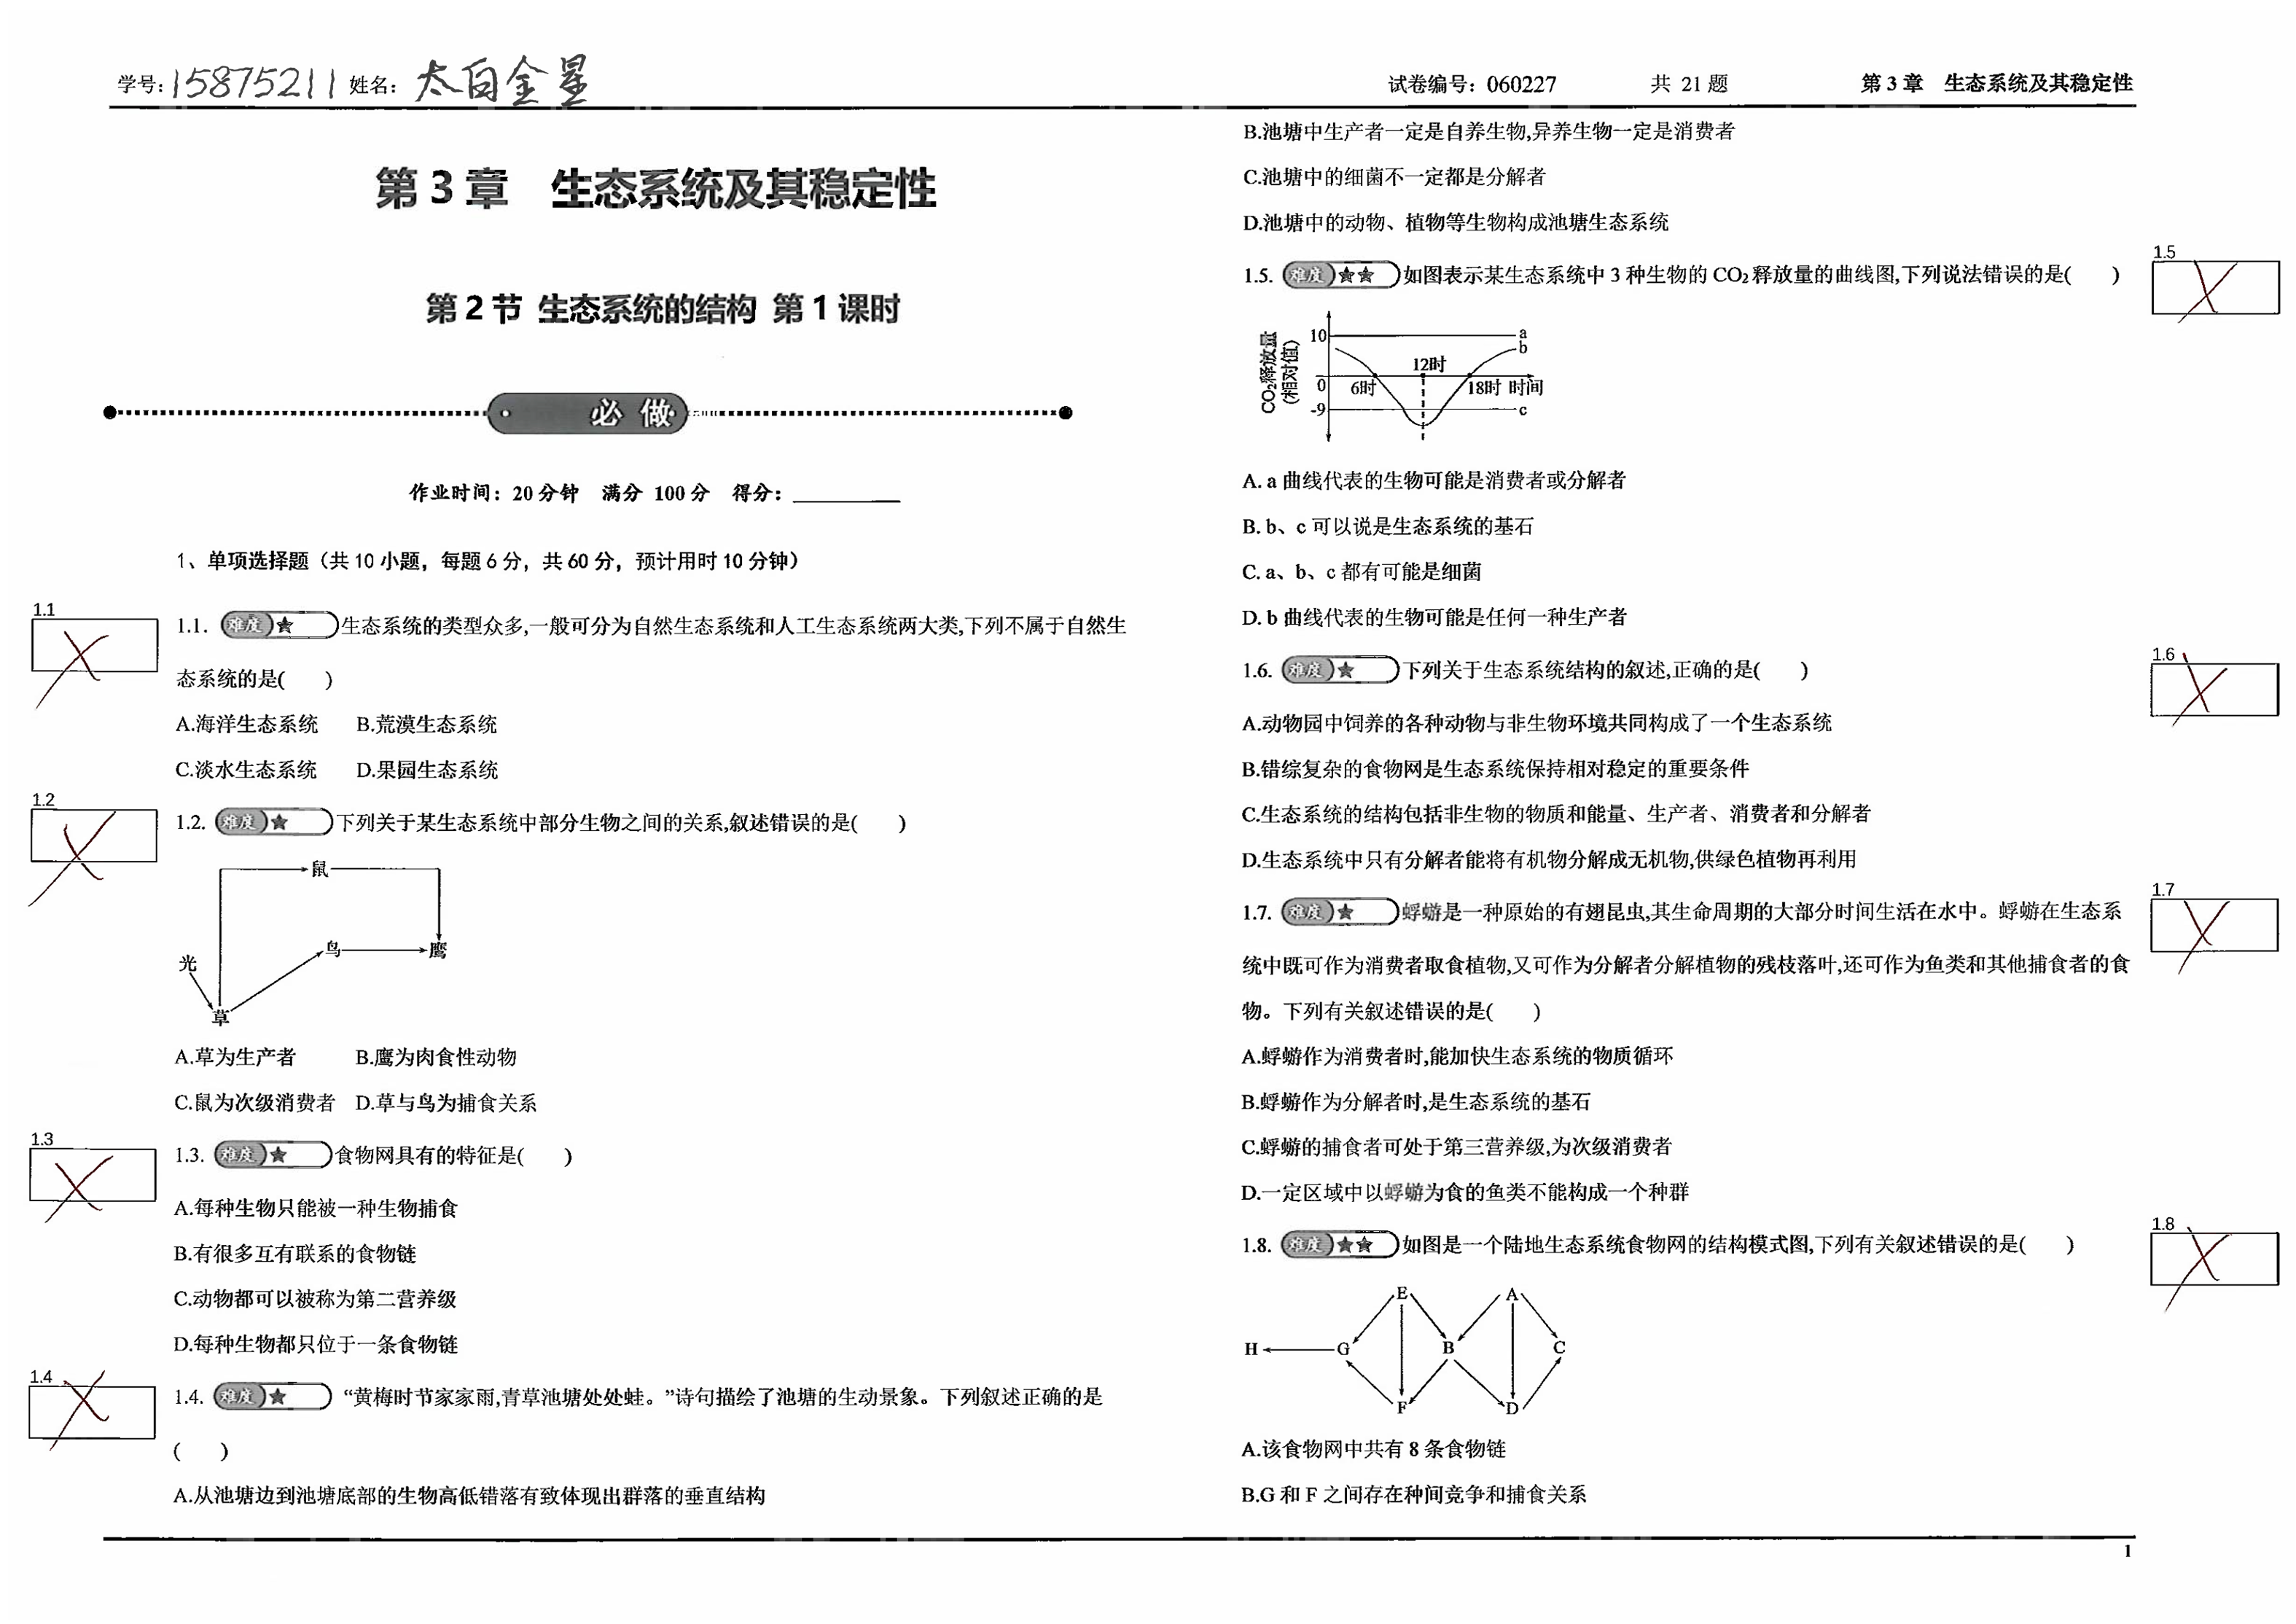 学号: 15875211 姓名: 太白金星
试卷编号: 060227 共 21 题 第 3 章 生态系统及其稳定性
第 3 章 生态系统及其稳定性
第 2 节 生态系统的结构 第 1 课时
必 做
作业时间: 20 分钟 满分 100 分 得分:
1、单项选择题（共 10 小题，每题 6 分，共 60 分，预计用时 10 分钟）
1.1
1.1. 难度 ★ 生态系统的类型众多,一般可分为自然生态系统和人工生态系统两大类,下列不属于自然生
态系统的是( )
A.海洋生态系统 B.荒漠生态系统
C.淡水生态系统 D.果园生态系统
1.2
1.2. 难度 ★ 下列关于某生态系统中部分生物之间的关系,叙述错误的是( )
鼠
鸟 鹰
光
草
A.草为生产者 B.鹰为肉食性动物
C.鼠为次级消费者 D.草与鸟为捕食关系
1.3
1.3. 难度 ★ 食物网具有的特征是( )
A.每种生物只能被一种生物捕食
B.有很多互有联系的食物链
C.动物都可以被称为第二营养级
D.每种生物都只位于一条食物链
1.4
1.4. 难度 ★ “黄梅时节家家雨,青草池塘处处蛙。”诗句描绘了池塘的生动景象。下列叙述正确的是
( )
A.从池塘边到池塘底部的生物高低错落有致体现出群落的垂直结构
B.池塘中生产者一定是自养生物,异养生物一定是消费者
C.池塘中的细菌不一定都是分解者
D.池塘中的动物、植物等生物构成池塘生态系统
1.5
1.5. 难度 ★★ 如图表示某生态系统中 3 种生物的 CO₂ 释放量的曲线图,下列说法错误的是( )
CO₂释放量
(相对值)
10 a
b
12时
0 6时 18时 时间
-9 c
A. a 曲线代表的生物可能是消费者或分解者
B. b、c 可以说是生态系统的基石
C. a、b、c 都有可能是细菌
D. b 曲线代表的生物可能是任何一种生产者
1.6
1.6. 难度 ★ 下列关于生态系统结构的叙述,正确的是( )
A.动物园中饲养的各种动物与非生物环境共同构成了一个生态系统
B.错综复杂的食物网是生态系统保持相对稳定的重要条件
C.生态系统的结构包括非生物的物质和能量、生产者、消费者和分解者
D.生态系统中只有分解者能将有机物分解成无机物,供绿色植物再利用
1.7
1.7. 难度 ★ 蜉蝣是一种原始的有翅昆虫,其生命周期的大部分时间生活在水中。蜉蝣在生态系
统中既可作为消费者取食植物,又可作为分解者分解植物的残枝落叶,还可作为鱼类和其他捕食者的食
物。下列有关叙述错误的是( )
A.蜉蝣作为消费者时,能加快生态系统的物质循环
B.蜉蝣作为分解者时,是生态系统的基石
C.蜉蝣的捕食者可处于第三营养级,为次级消费者
D.一定区域中以蜉蝣为食的鱼类不能构成一个种群
1.8
1.8. 难度 ★★ 如图是一个陆地生态系统食物网的结构模式图,下列有关叙述错误的是( )
E A
H G B C
F D
A.该食物网中共有 8 条食物链
B.G 和 F 之间存在种间竞争和捕食关系
1